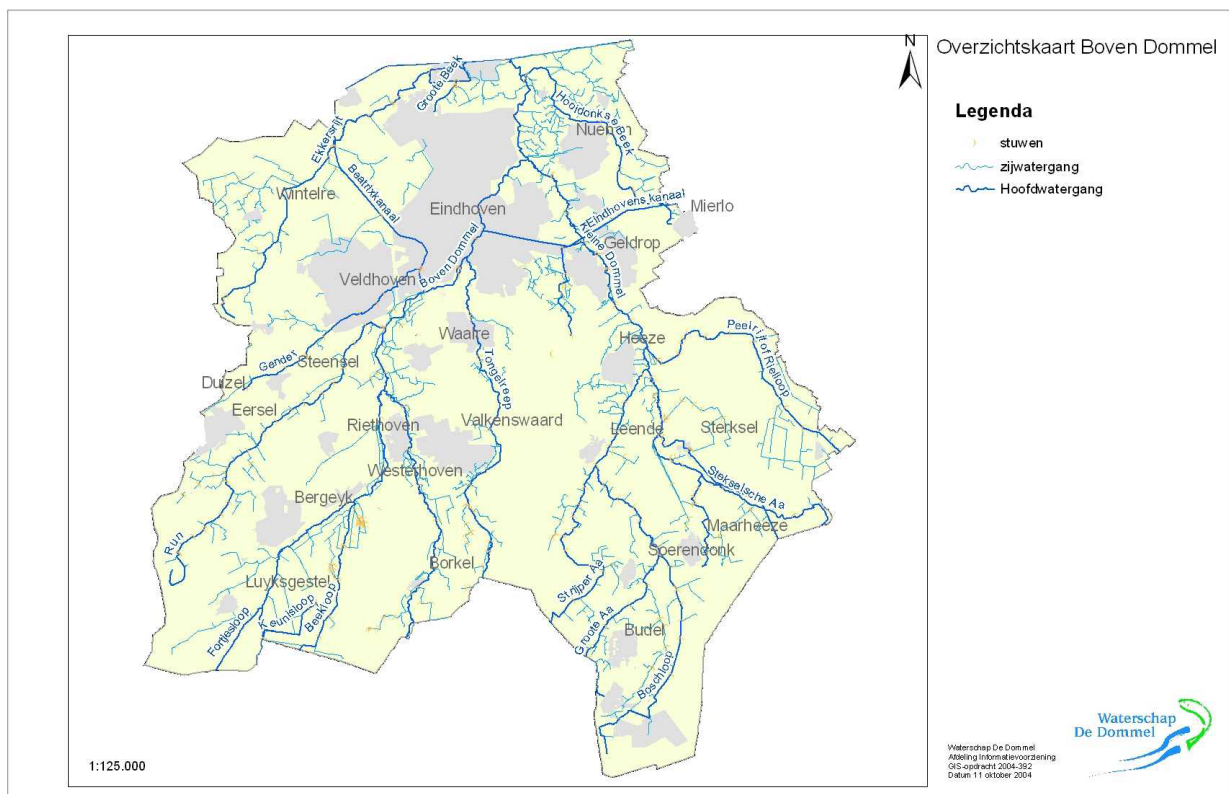 Overzichtskaart Boven Dommel
N
Legenda
stuwen
zijwatergang
Hoofdwatergang
Groote Beek
Hooidonkse Beek
Nuenen
Ekkersrijt
Beatrixkanaal
Wintelre
Eindhoven
Eindhovens kanaal
Mierlo
Kleine Dommel
Geldrop
Boven Dommel
Veldhoven
Waalre
Heeze
Peelrijt of Rielloop
Gender
Steensel
Tongelreep
Duizel
Eersel
Riethoven
Valkenswaard
Leende
Sterksel
Westerhoven
Sterkselsche Aa
Bergeyk
Maarheeze
Run
Soerendonk
Borkel
Luyksgestel
Strijper Aa
Keunisloop
Beekloop
Fortjesloop
Groote Aa
Budel
Boschloop
1:125.000
Waterschap De Dommel
Afdeling Informatievoorziening
GIS-opdracht 2004-392
Datum 11 oktober 2004
Waterschap
De Dommel